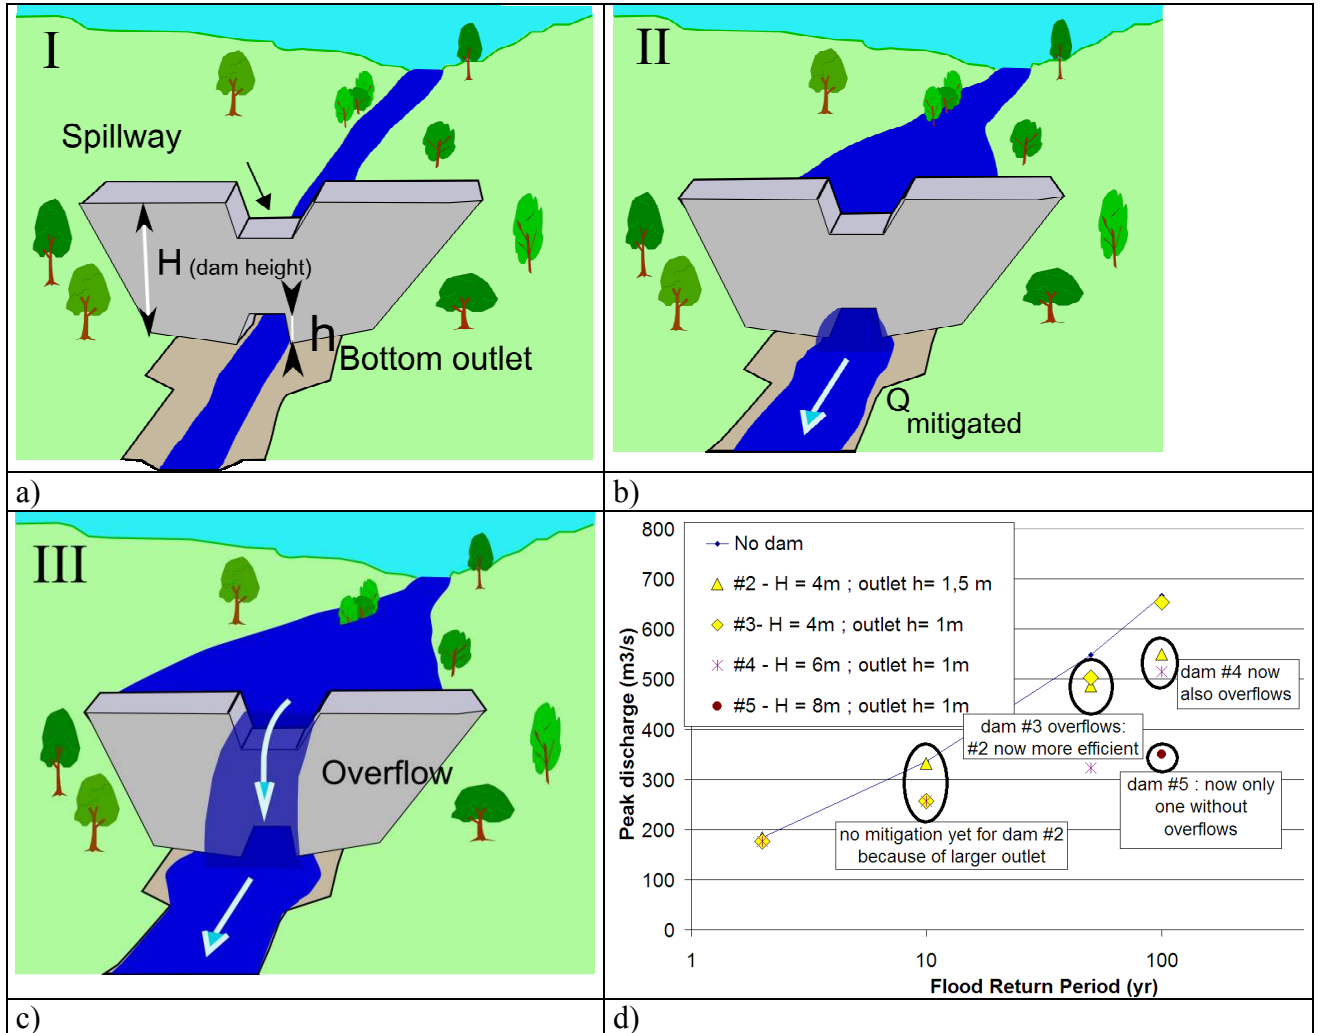 I
Spillway
H (dam height)
h
Bottom outlet
a)
II
Q
mitigated
b)
III
Overflow
c)
800
700
600
500
400
300
200
100
0
Peak discharge (m3/s)
No dam
#2 - H = 4m ; outlet h= 1,5 m
#3- H = 4m ; outlet h= 1m
#4 - H = 6m ; outlet h= 1m
#5 - H = 8m ; outlet h= 1m
dam #4 now
also overflows
dam #3 overflows:
#2 now more efficient
dam #5 : now only
one without
overflows
no mitigation yet for dam #2
because of larger outlet
1
10
100
Flood Return Period (yr)
d)